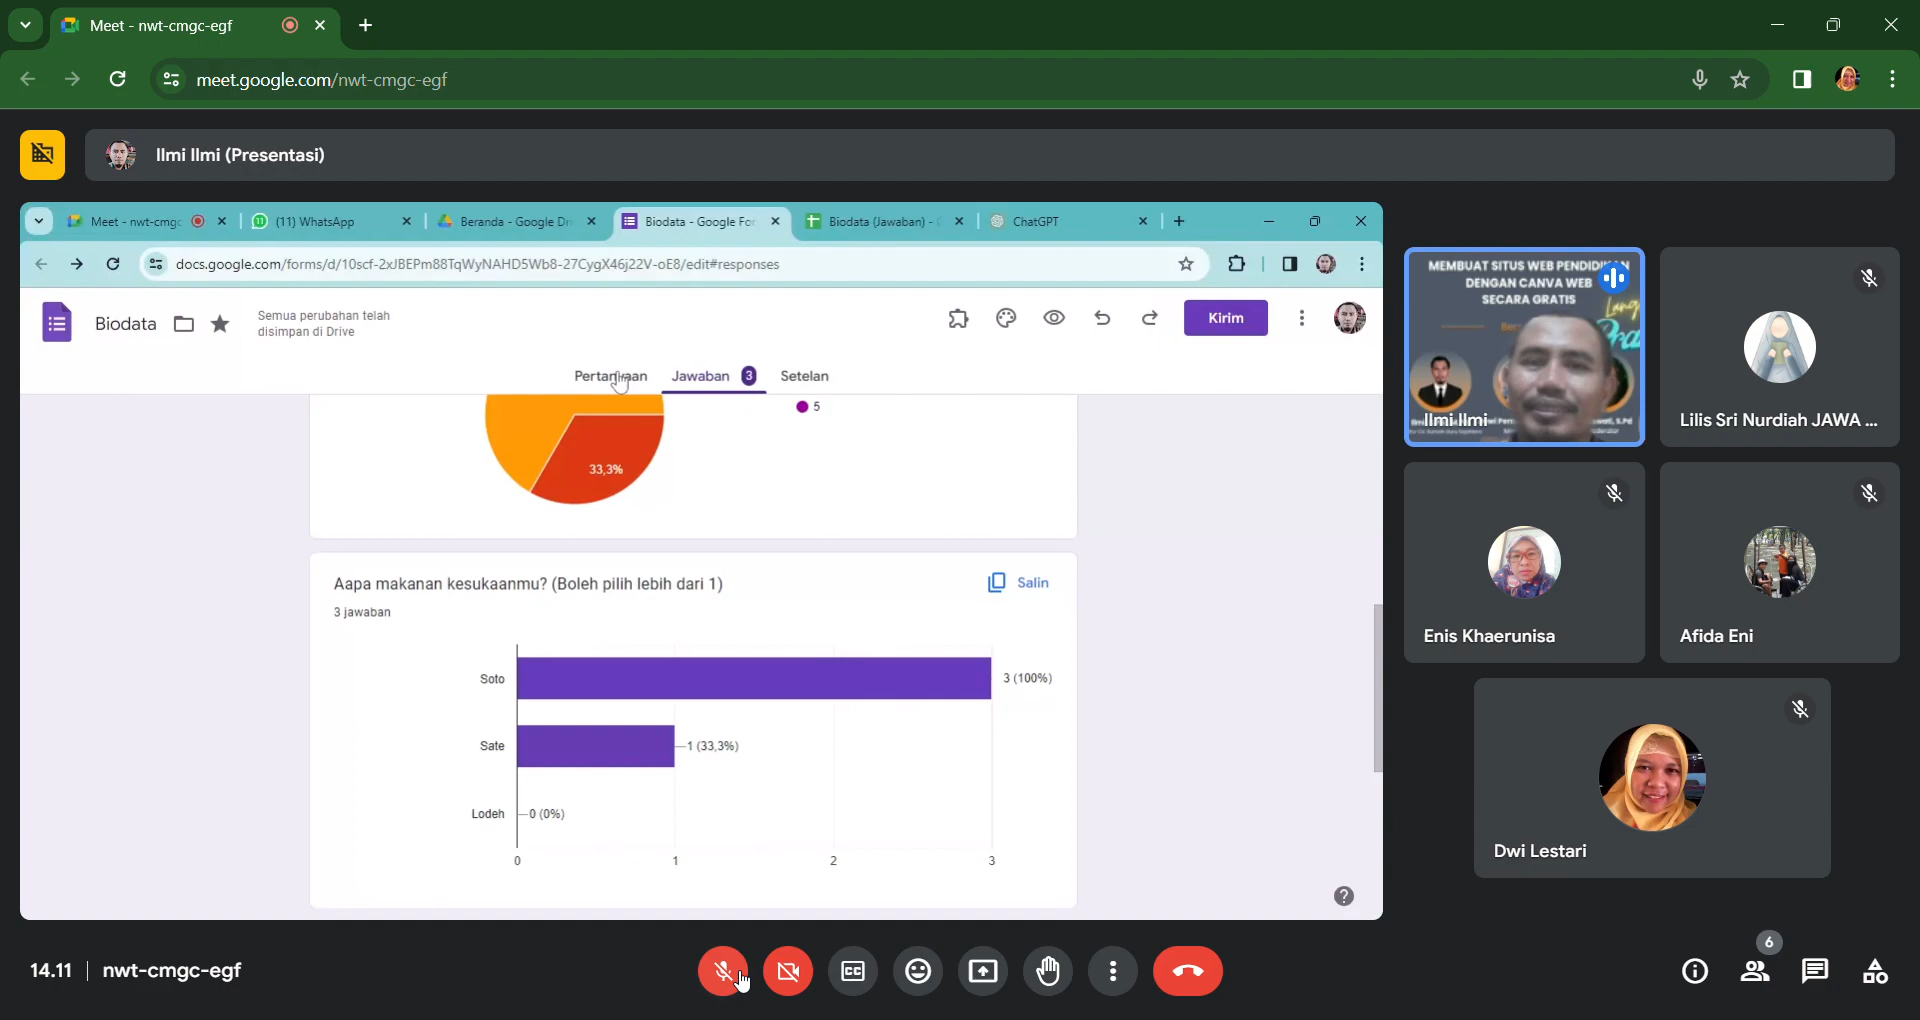 Meet - nwt-cmgc-egf
meet.google.com/nwt-cmgc-egf
Ilmi Ilmi (Presentasi)
Meet - nwt-cmgc
(11) WhatsApp
Beranda - Google Dri
Biodata - Google For
Biodata (Jawaban) -
ChatGPT
docs.google.com/forms/d/10scf-2xJBEPm88TqWyNAHD5Wb8-27CygX46j22V-oE8/edit#responses
Biodata
Semua perubahan telah
disimpan di Drive
Kirim
Pertanyaan
Jawaban 3
Setelan
5
33,3%
Aapa makanan kesukaanmu? (Boleh pilih lebih dari 1)
Salin
3 jawaban
Soto
3 (100%)
Sate
1 (33,3%)
Lodeh
0 (0%)
0 1 2 3
MEMBUAT SITUS WEB PENDIDIKAN
DENGAN CANVA WEB
SECARA GRATIS
Ilmi Ilmi
Lilis Sri Nurdiah JAWA ...
Enis Khaerunisa
Afida Eni
Dwi Lestari
14.11 | nwt-cmgc-egf
6